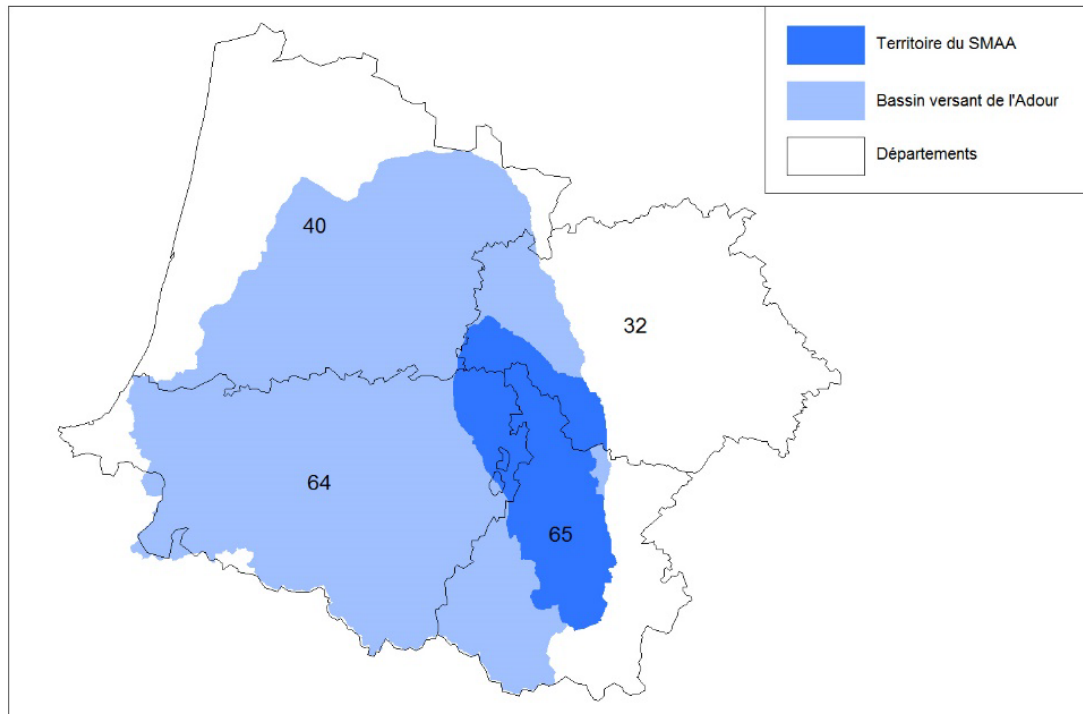 Territoire du SMAA
Bassin versant de l'Adour
Départements
40
32
64
65